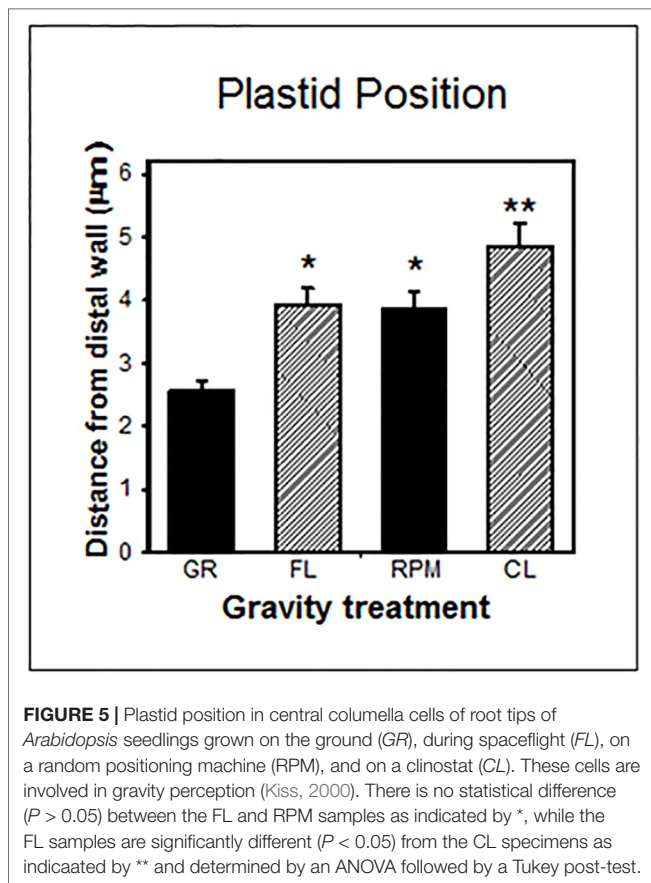 Plastid Position
Distance from distal wall (µm)
6
5
4
3
2
1
0
*
*
**
GR FL RPM CL
Gravity treatment
FIGURE 5 | Plastid position in central columella cells of root tips of
Arabidopsis seedlings grown on the ground (GR), during spaceflight (FL), on
a random positioning machine (RPM), and on a clinostat (CL). These cells are
involved in gravity perception (Kiss, 2000). There is no statistical difference
(P > 0.05) between the FL and RPM samples as indicated by *, while the
FL samples are significantly different (P < 0.05) from the CL specimens as
indicaated by ** and determined by an ANOVA followed by a Tukey post-test.